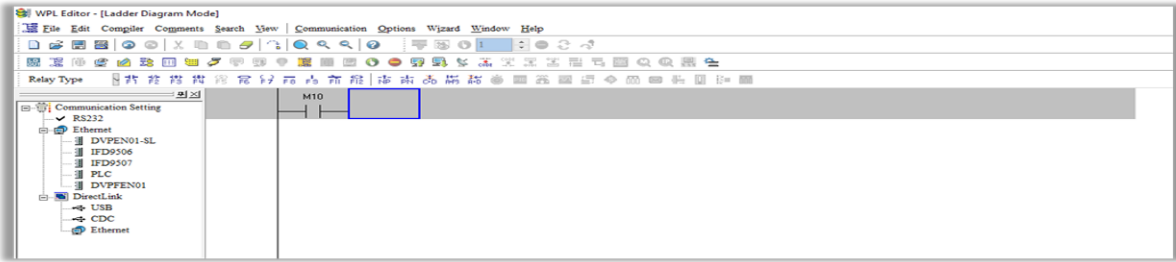 WPL Editor - [Ladder Diagram Mode]
File Edit Compiler Comments Search View Communication Options Wizard Window Help
1
Relay Type
M10
Communication Setting
RS232
Ethernet
DVPEN01-SL
IFD9506
IFD9507
PLC
DVPFEN01
DirectLink
USB
CDC
Ethernet